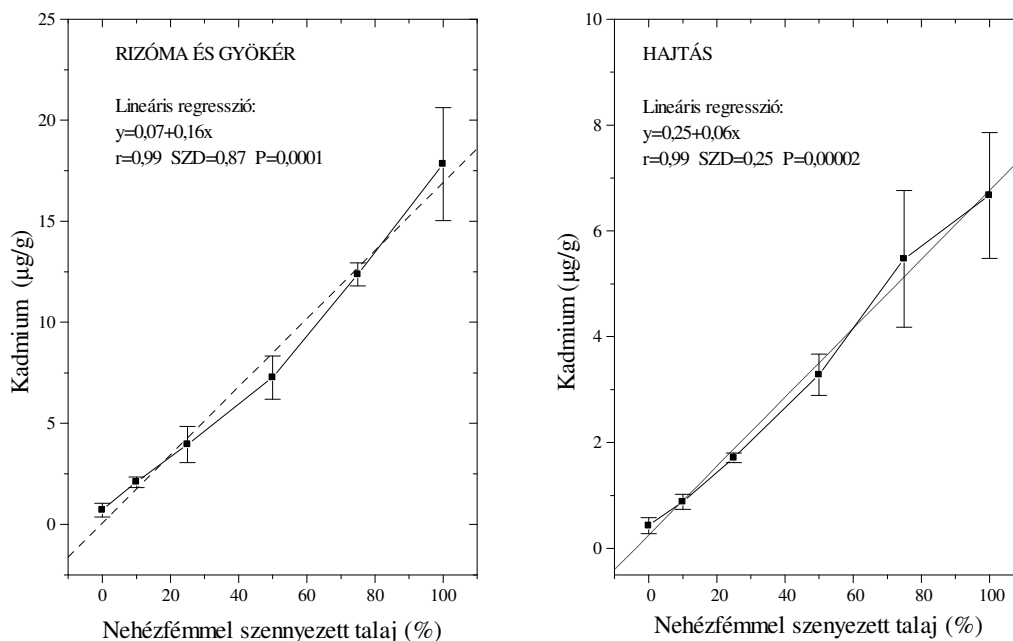 RIZÓMA ÉS GYÖKÉR
Lineáris regresszió:
y=0,07+0,16x
r=0,99 SZD=0,87 P=0,0001
Kadmium (µg/g)
25
20
15
10
5
0
0 20 40 60 80 100
Nehézfémmel szennyezett talaj (%)
HAJTÁS
Lineáris regresszió:
y=0,25+0,06x
r=0,99 SZD=0,25 P=0,00002
Kadmium (µg/g)
10
8
6
4
2
0
0 20 40 60 80 100
Nehézfémmel szennyezett talaj (%)